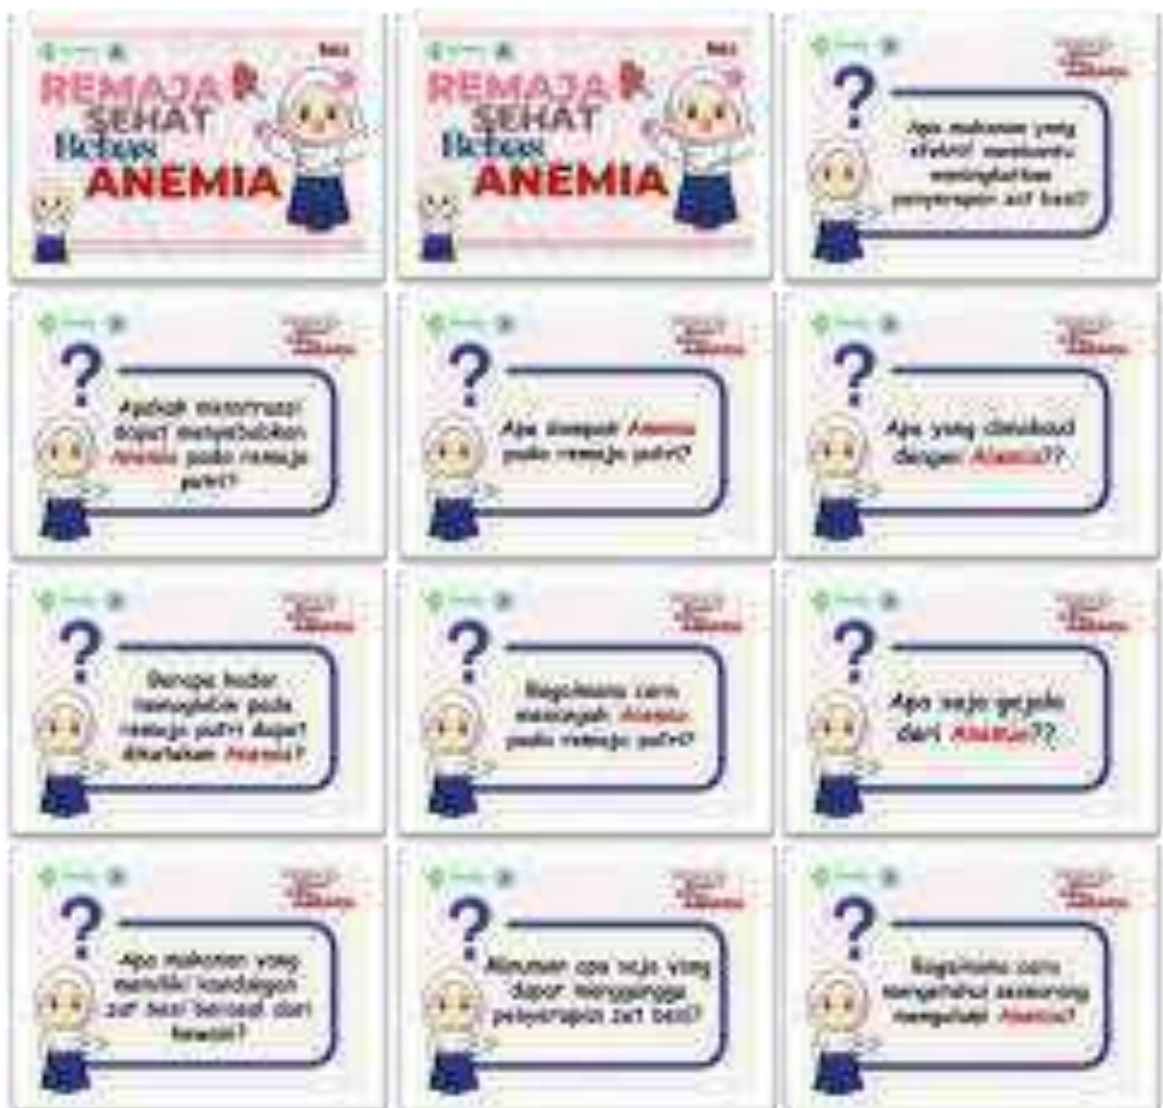 REMAJA
SEHAT
Bebas
ANEMIA
REMAJA
SEHAT
Bebas
ANEMIA
?
Apa makanan yang
efektif membantu
meningkatkan
penyerapan zat besi?
?
Apakah menstruasi
dapat menyebabkan
Anemia pada remaja
putri?
?
Apa dampak Anemia
pada remaja putri?
?
Apa yang dimaksud
dengan Anemia??
?
Berapa kadar
hemoglobin pada
remaja putri dapat
dikatakan Anemia?
?
Bagaimana cara
mencegah Anemia
pada remaja putri?
?
Apa saja gejala
dari Anemia??
?
Apa makanan yang
memiliki kandungan
zat besi berasal dari
hewan?
?
Minuman apa saja yang
dapat mengganggu
penyerapan zat besi?
?
Bagaimana cara
mengetahui seseorang
mengalami Anemia?